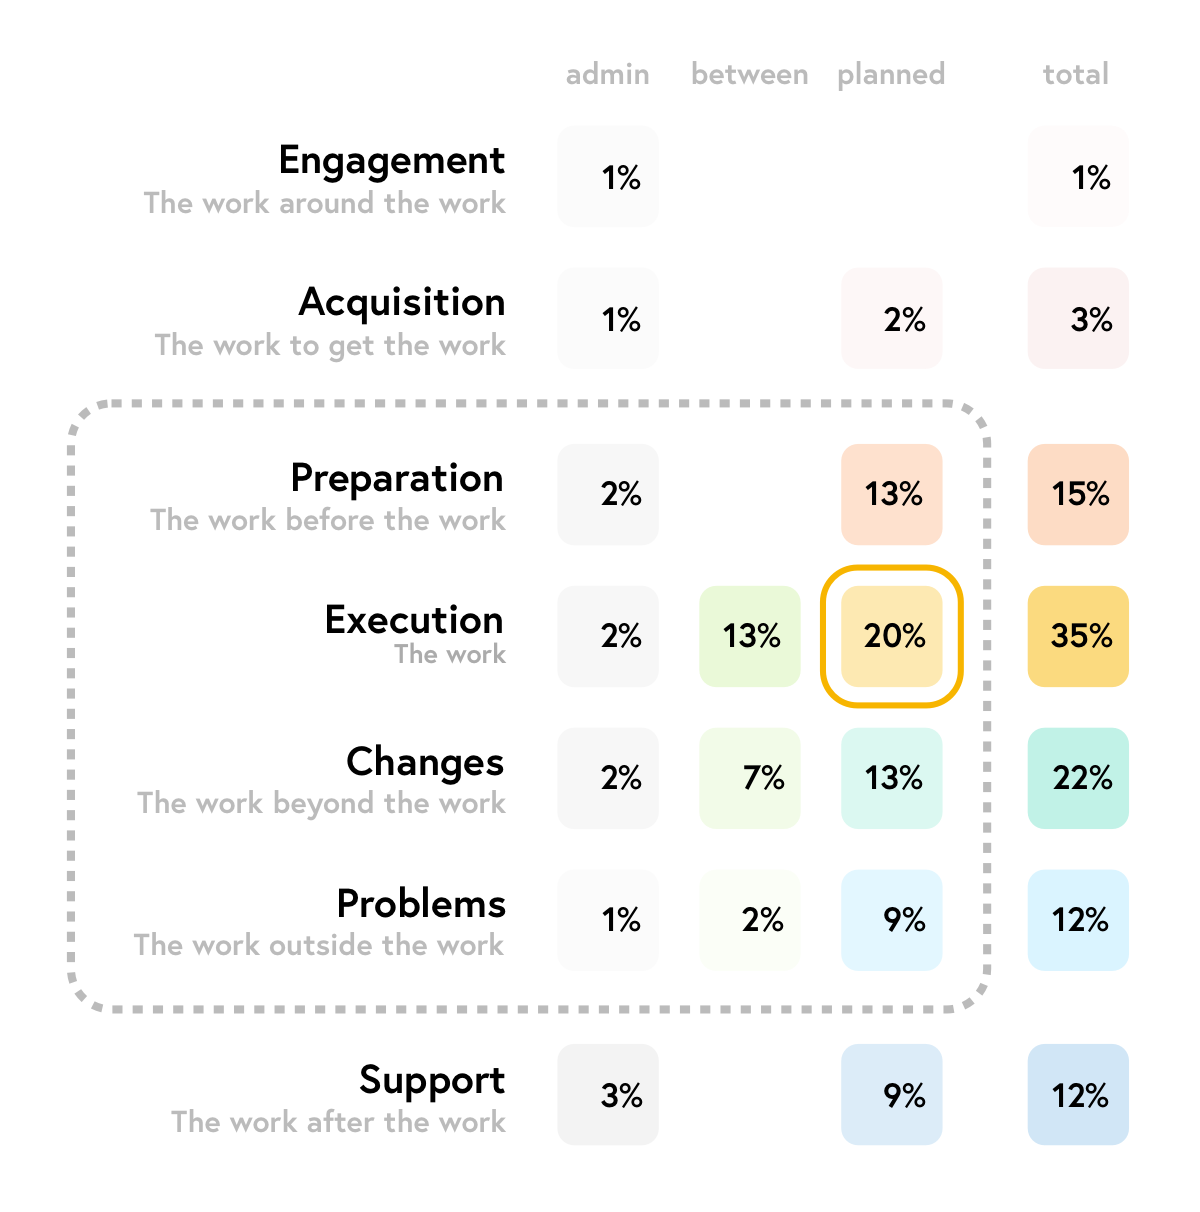 admin between planned total
Engagement 1% 1%
The work around the work
Acquisition 1% 2% 3%
The work to get the work
Preparation 2% 13% 15%
The work before the work
Execution 2% 13% 20% 35%
The work
Changes 2% 7% 13% 22%
The work beyond the work
Problems 1% 2% 9% 12%
The work outside the work
Support 3% 9% 12%
The work after the work